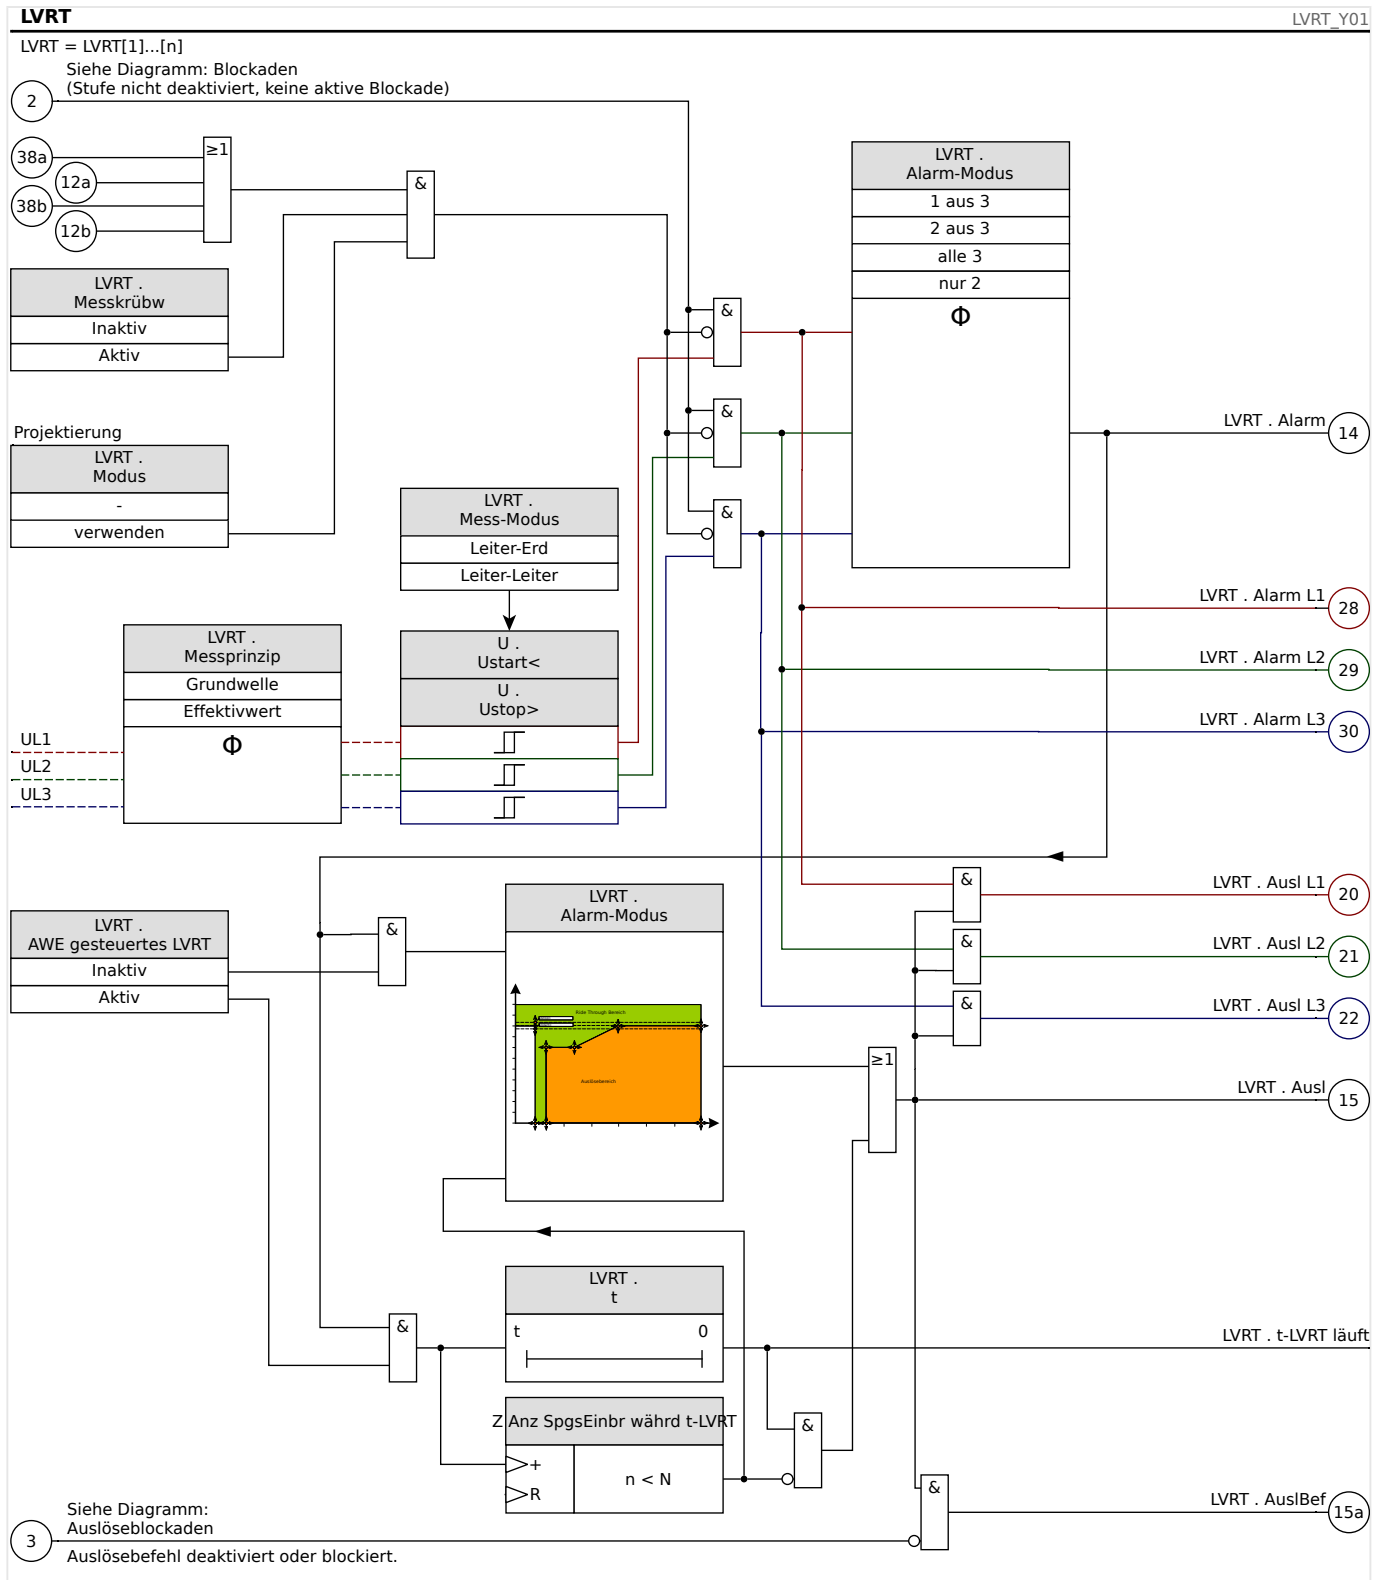 LVRT
LVRT_Y01
LVRT = LVRT[1]...[n]
Siehe Diagramm: Blockaden
(Stufe nicht deaktiviert, keine aktive Blockade)
2
38a
12a
38b
12b
≥1
&
LVRT .
Messkrübw
Inaktiv
Aktiv
Projektierung
LVRT .
Modus
-
verwenden
LVRT .
Mess-Modus
Leiter-Erd
Leiter-Leiter
LVRT .
Messprinzip
Grundwelle
Effektivwert
Φ
UL1
UL2
UL3
U .
Ustart<
U .
Ustop>
&
&
&
LVRT .
Alarm-Modus
1 aus 3
2 aus 3
alle 3
nur 2
Φ
LVRT . Alarm
14
LVRT . Alarm L1
28
LVRT . Alarm L2
29
LVRT . Alarm L3
30
LVRT .
AWE gesteuertes LVRT
Inaktiv
Aktiv
&
LVRT .
Alarm-Modus
Ride Through Bereich
Auslösebereich
&
LVRT . Ausl L1
20
&
LVRT . Ausl L2
21
&
LVRT . Ausl L3
22
≥1
LVRT . Ausl
15
&
LVRT .
t
t 0
LVRT . t-LVRT läuft
Z Anz SpgsEinbr währd t-LVRT
+
R
n < N
&
&
LVRT . AuslBef
15a
Siehe Diagramm:
Auslöseblockaden
3
Auslösebefehl deaktiviert oder blockiert.